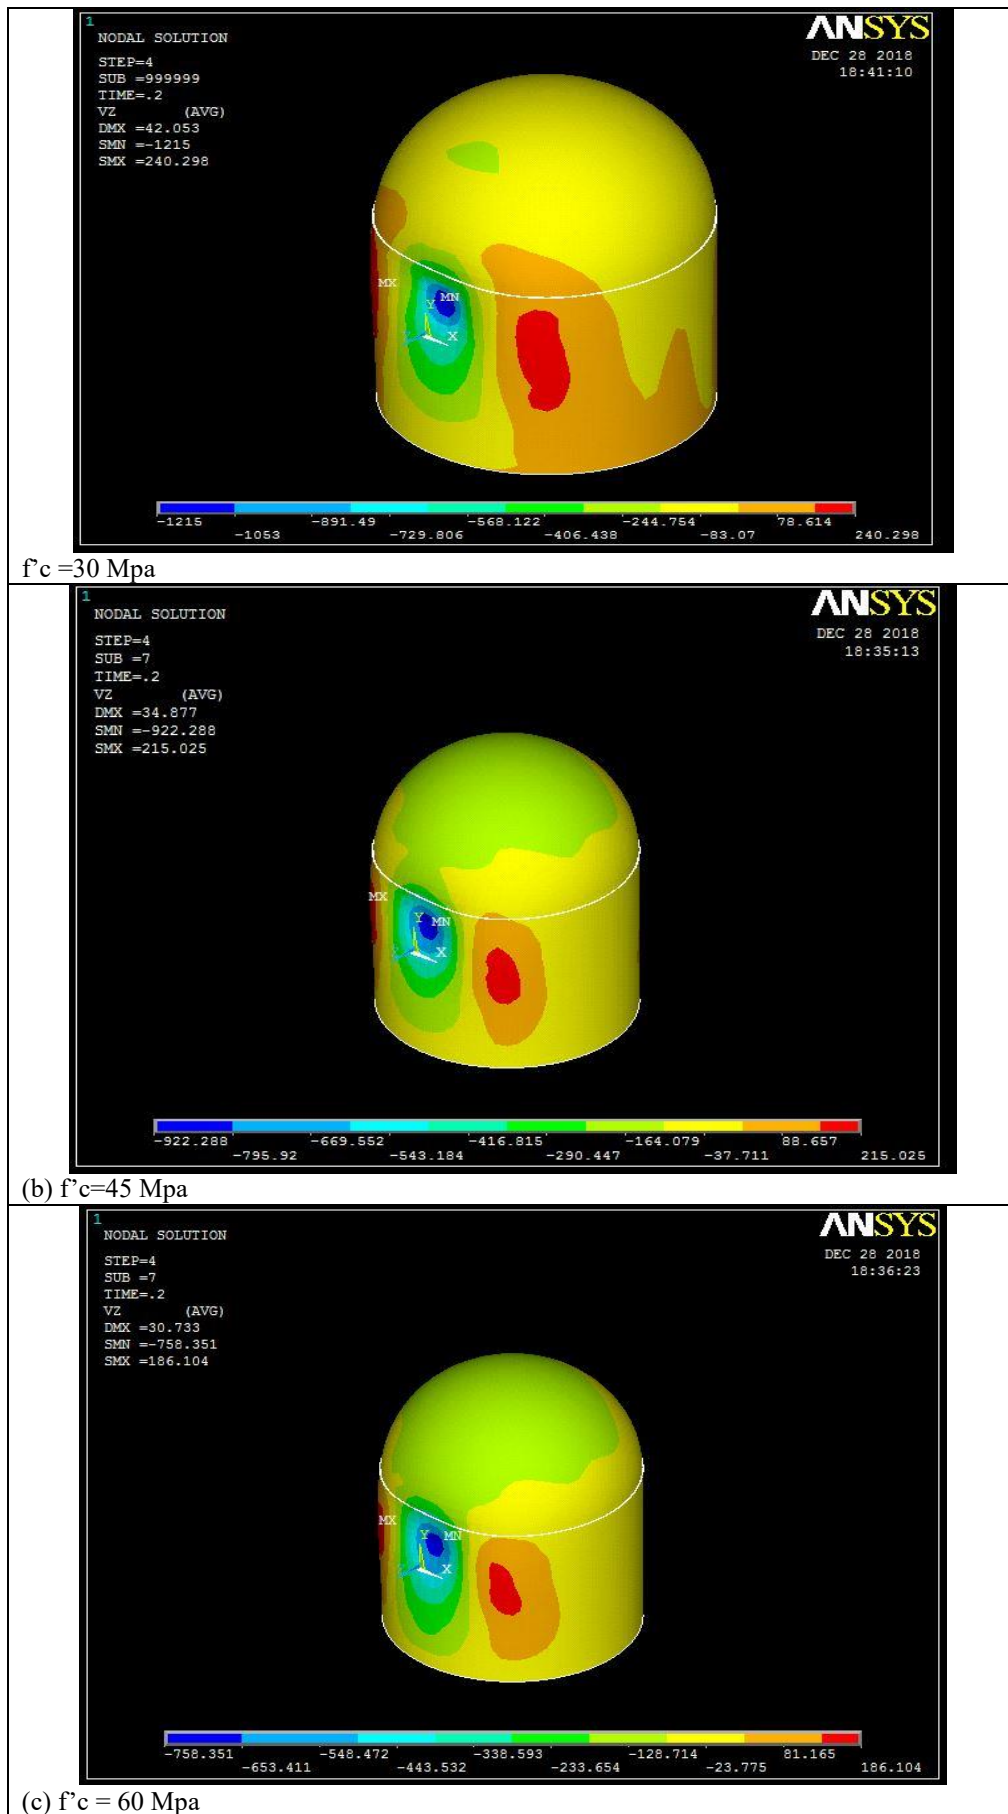 1
NODAL SOLUTION
STEP=4
SUB =999999
TIME=.2
VZ (AVG)
DMX =42.053
SMN =-1215
SMX =240.298
ANSYS
DEC 28 2018
18:41:10
MX
MN
Y
X
-1215 -891.49 -568.122 -244.754 78.614
-1053 -729.806 -406.438 -83.07 240.298
f’c =30 Mpa
1
NODAL SOLUTION
STEP=4
SUB =7
TIME=.2
VZ (AVG)
DMX =34.877
SMN =-922.288
SMX =215.025
ANSYS
DEC 28 2018
18:35:13
MX
Y MN
X
-922.288 -669.552 -416.815 -164.079 88.657
-795.92 -543.184 -290.447 -37.711 215.025
(b) f’c=45 Mpa
1
NODAL SOLUTION
STEP=4
SUB =7
TIME=.2
VZ (AVG)
DMX =30.733
SMN =-758.351
SMX =186.104
ANSYS
DEC 28 2018
18:36:23
MX
Y MN
X
-758.351 -548.472 -338.593 -128.714 81.165
-653.411 -443.532 -233.654 -23.775 186.104
(c) f’c = 60 Mpa